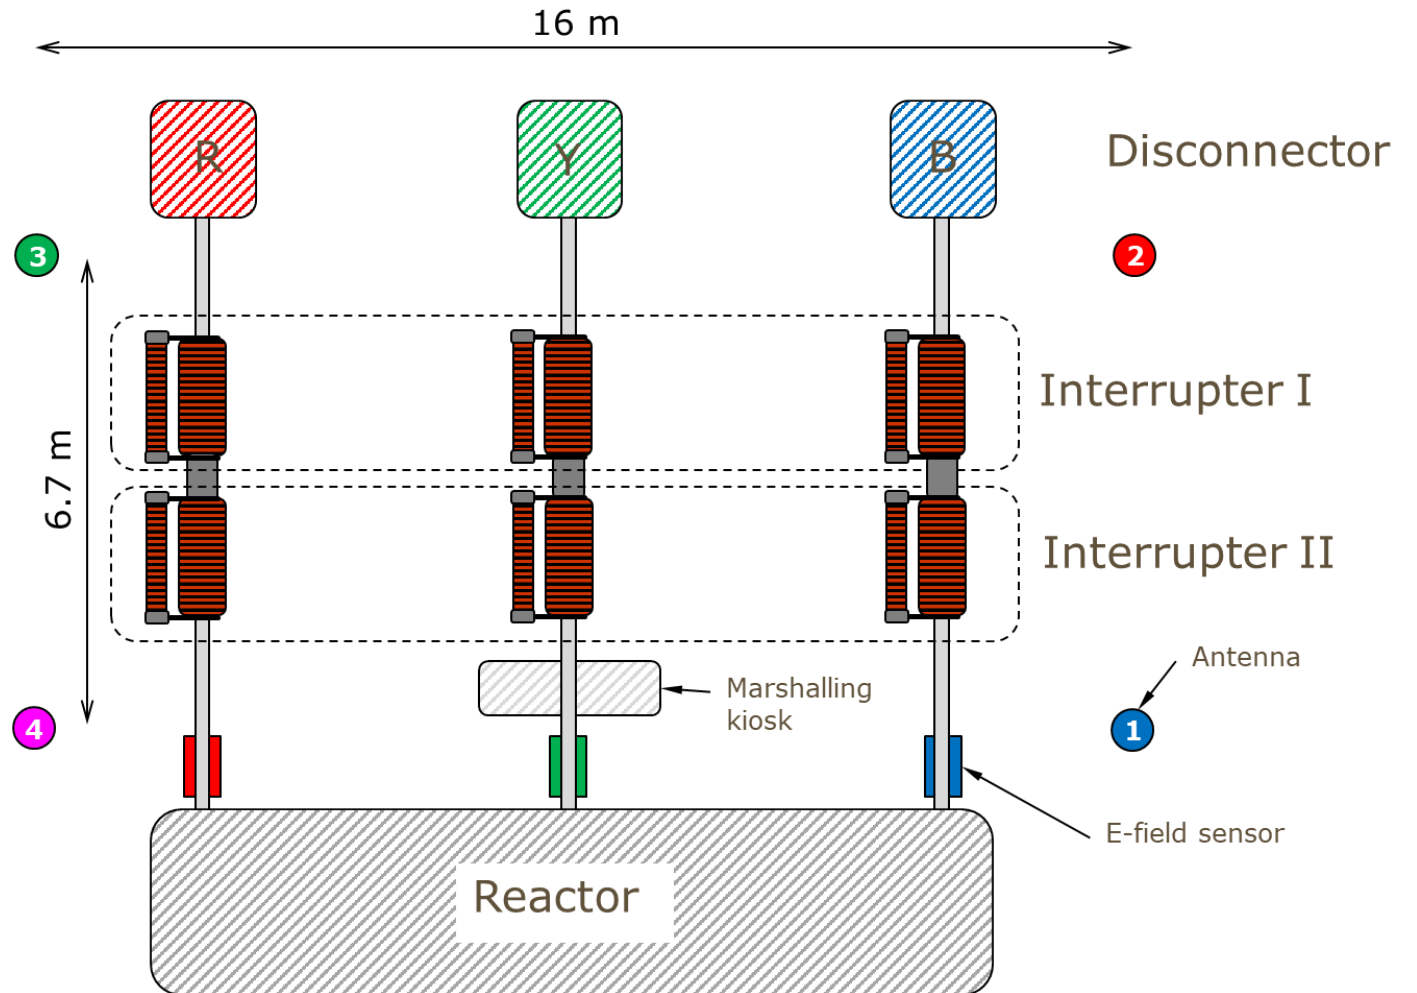 16 m
R
Y
B
Disconnector
3
2
6.7 m
Interrupter I
Interrupter II
Antenna
Marshalling
kiosk
4
1
E-field sensor
Reactor